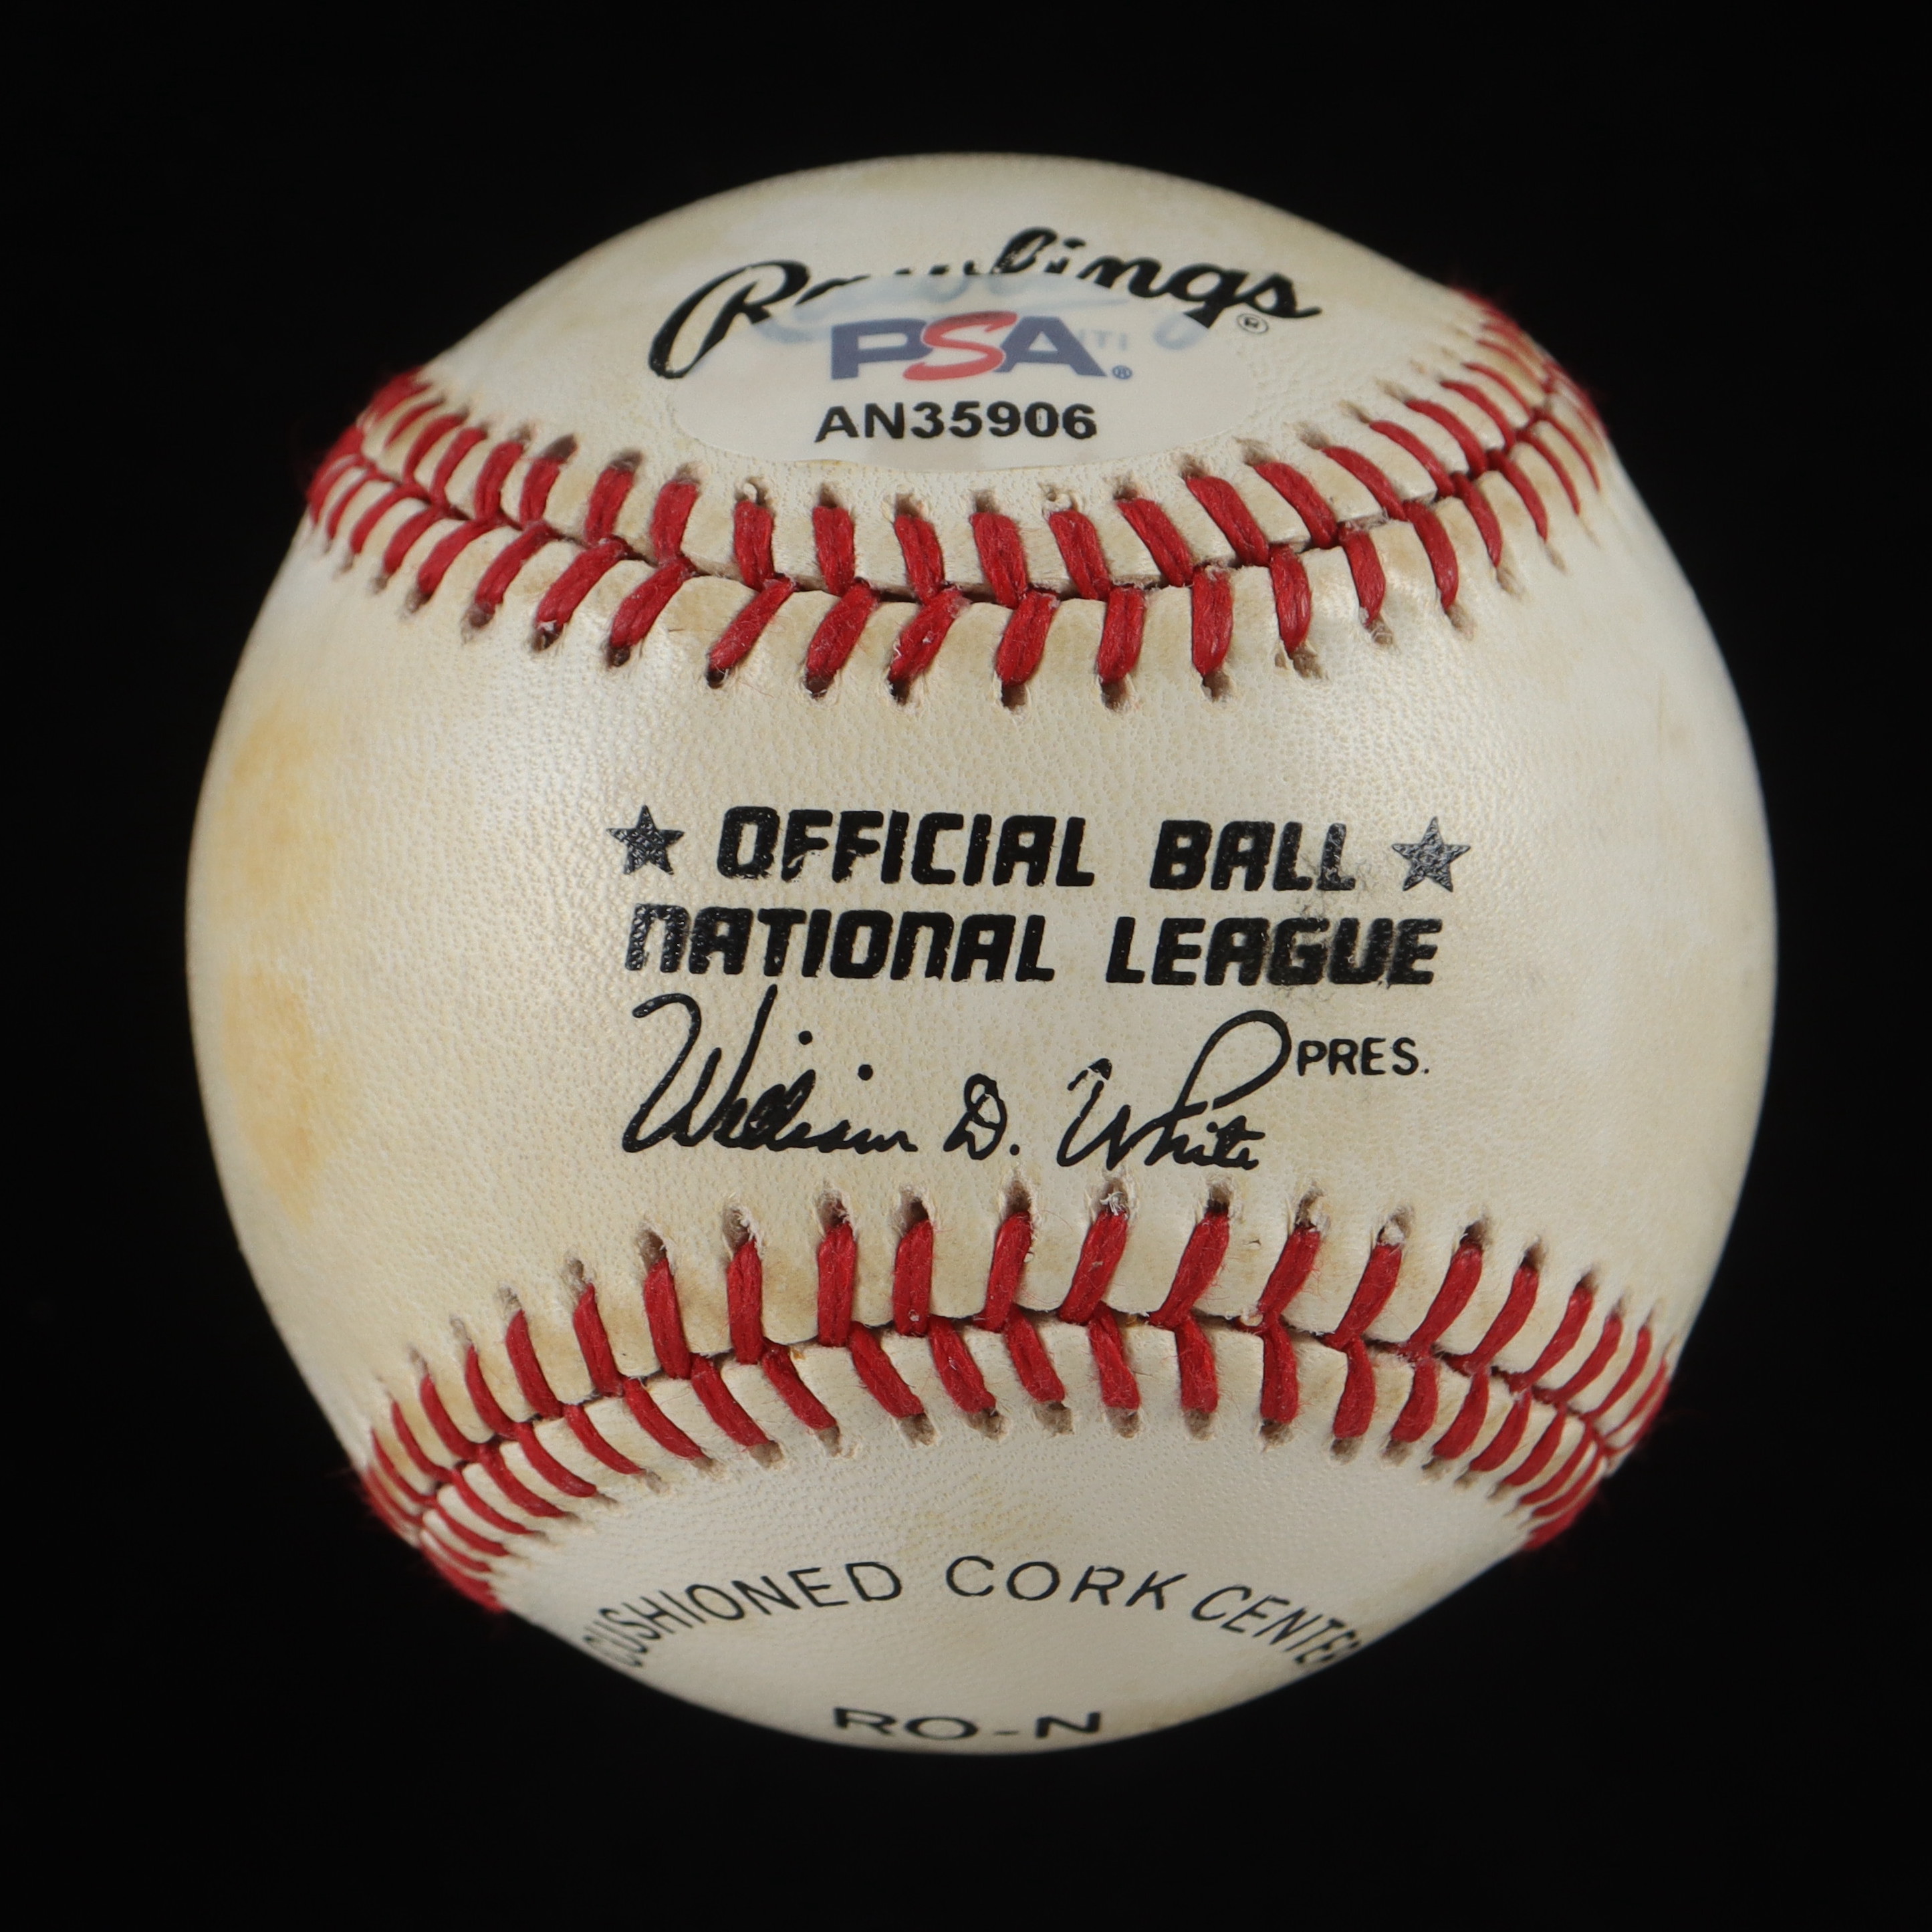 Rawlings®
PSA®
AN35906
★ OFFICIAL BALL ★
NATIONAL LEAGUE
William D. White PRES.
CUSHIONED CORK CENTER
RO-N